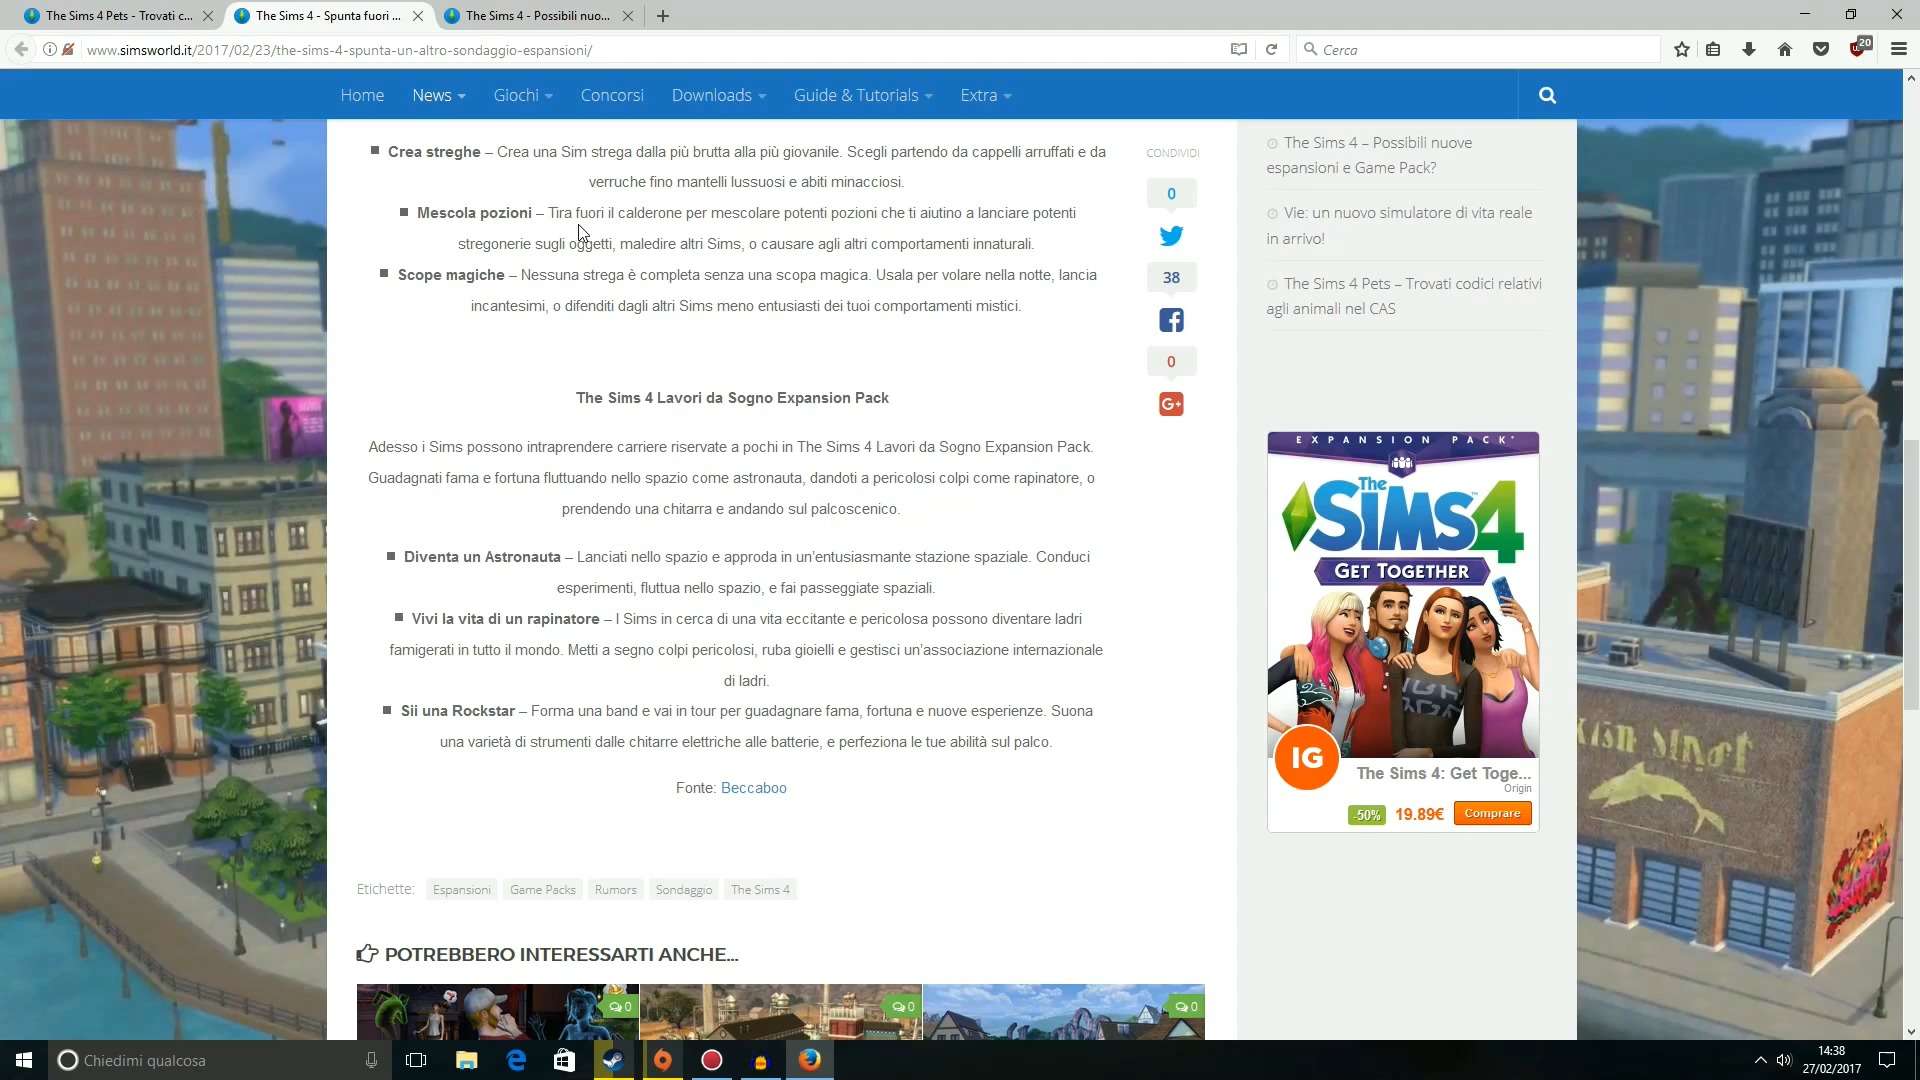 The Sims 4 Pets - Trovati c...
The Sims 4 - Spunta fuori ...
The Sims 4 - Possibili nuo...
www.simsworld.it/2017/02/23/the-sims-4-spunta-un-altro-sondaggio-espansioni/
Cerca
20
Home
News
Giochi
Concorsi
Downloads
Guide & Tutorials
Extra
Crea streghe – Crea una Sim strega dalla più brutta alla più giovanile. Scegli partendo da cappelli arruffati e da
verruche fino mantelli lussuosi e abiti minacciosi.
Mescola pozioni – Tira fuori il calderone per mescolare potenti pozioni che ti aiutino a lanciare potenti
stregonerie sugli oggetti, maledire altri Sims, o causare agli altri comportamenti innaturali.
Scope magiche – Nessuna strega è completa senza una scopa magica. Usala per volare nella notte, lancia
incantesimi, o difenditi dagli altri Sims meno entusiasti dei tuoi comportamenti mistici.
The Sims 4 Lavori da Sogno Expansion Pack
Adesso i Sims possono intraprendere carriere riservate a pochi in The Sims 4 Lavori da Sogno Expansion Pack.
Guadagnati fama e fortuna fluttuando nello spazio come astronauta, dandoti a pericolosi colpi come rapinatore, o
prendendo una chitarra e andando sul palcoscenico.
Diventa un Astronauta – Lanciati nello spazio e approda in un'entusiasmante stazione spaziale. Conduci
esperimenti, fluttua nello spazio, e fai passeggiate spaziali.
Vivi la vita di un rapinatore – I Sims in cerca di una vita eccitante e pericolosa possono diventare ladri
famigerati in tutto il mondo. Metti a segno colpi pericolosi, ruba gioielli e gestisci un'associazione internazionale
di ladri.
Sii una Rockstar – Forma una band e vai in tour per guadagnare fama, fortuna e nuove esperienze. Suona
una varietà di strumenti dalle chitarre elettriche alle batterie, e perfeziona le tue abilità sul palco.
Fonte: Beccaboo
Etichette:
Espansioni
Game Packs
Rumors
Sondaggio
The Sims 4
POTREBBERO INTERESSARTI ANCHE...
0
0
0
CONDIVIDI
0
38
0
G+
The Sims 4 – Possibili nuove
espansioni e Game Pack?
Vie: un nuovo simulatore di vita reale
in arrivo!
The Sims 4 Pets – Trovati codici relativi
agli animali nel CAS
EXPANSION PACK
The
SIMS 4
GET TOGETHER
IG
The Sims 4: Get Toge...
Origin
-50%
19.89€
Comprare
Chiedimi qualcosa
14:38
27/02/2017